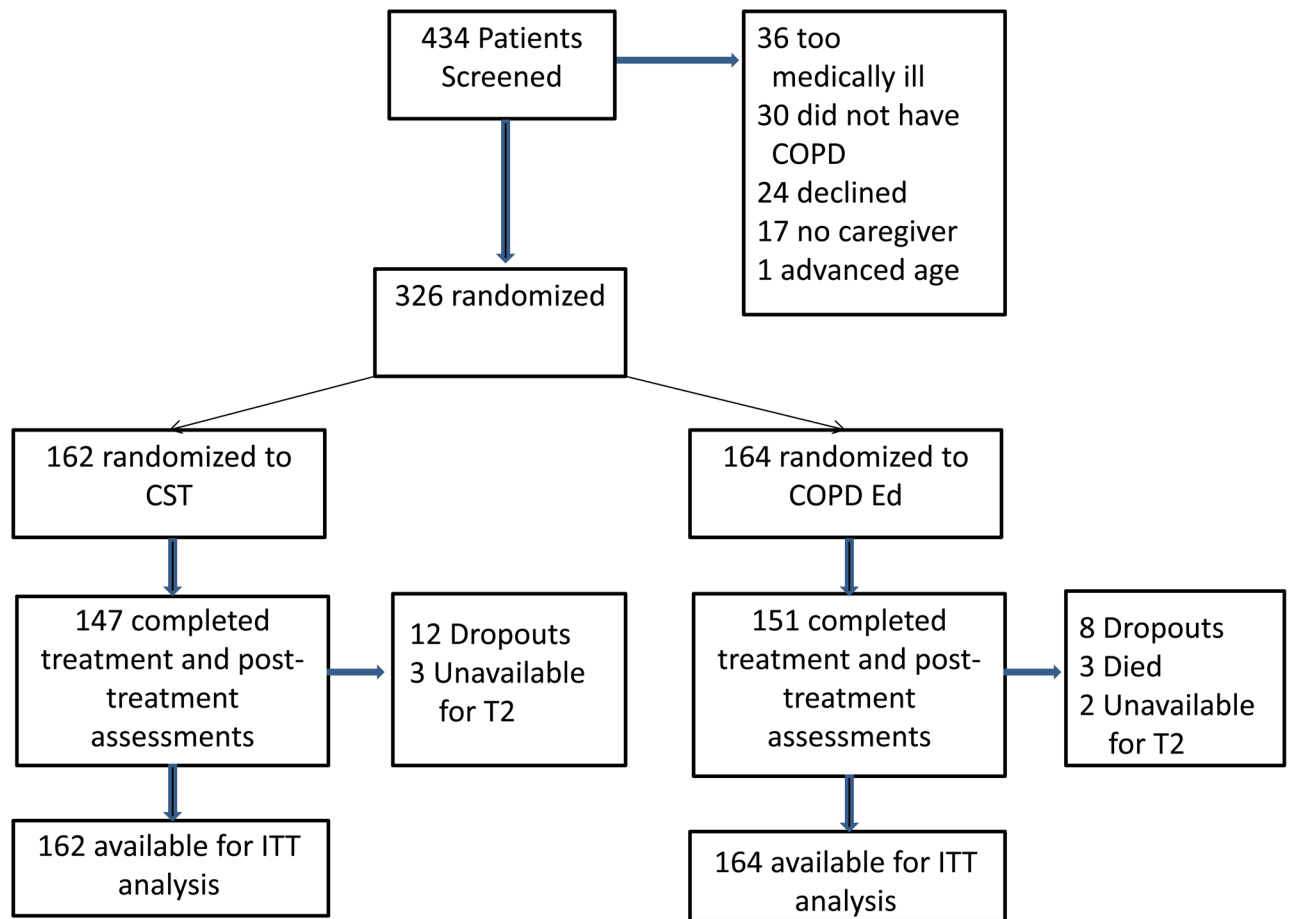 434 Patients
Screened
36 too
medically ill
30 did not have
COPD
24 declined
17 no caregiver
1 advanced age
326 randomized
162 randomized to
CST
164 randomized to
COPD Ed
147 completed
treatment and post-
treatment
assessments
12 Dropouts
3 Unavailable
for T2
151 completed
treatment and post-
treatment
assessments
8 Dropouts
3 Died
2 Unavailable
for T2
162 available for ITT
analysis
164 available for ITT
analysis